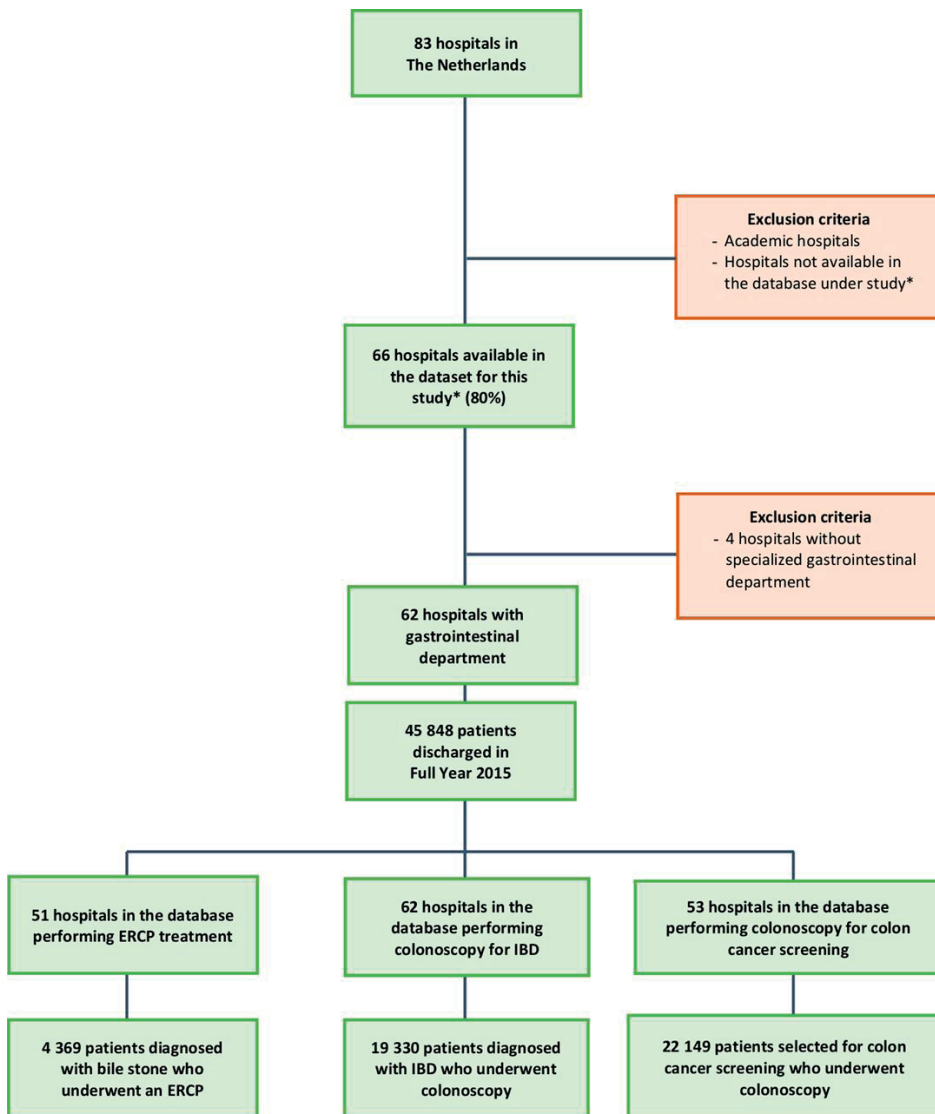 83 hospitals in
The Netherlands
Exclusion criteria
- Academic hospitals
- Hospitals not available in
the database under study*
66 hospitals available in
the dataset for this
study* (80%)
Exclusion criteria
- 4 hospitals without
specialized gastrointestinal
department
62 hospitals with
gastrointestinal
department
45 848 patients
discharged in
Full Year 2015
51 hospitals in the database
performing ERCP treatment
62 hospitals in the
database performing
colonoscopy for IBD
53 hospitals in the database
performing colonoscopy for colon
cancer screening
4 369 patients diagnosed
with bile stone who
underwent an ERCP
19 330 patients diagnosed
with IBD who underwent
colonoscopy
22 149 patients selected for colon
cancer screening who underwent
colonoscopy